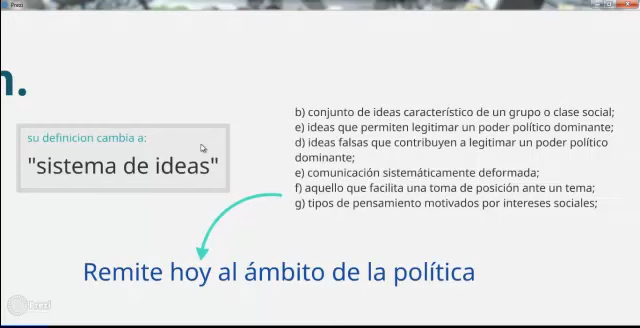 Prezi
n.
su definicion cambia a:
"sistema de ideas"
b) conjunto de ideas característico de un grupo o clase social;
e) ideas que permiten legitimar un poder político dominante;
d) ideas falsas que contribuyen a legitimar un poder político
dominante;
e) comunicación sistemáticamente deformada;
f) aquello que facilita una toma de posición ante un tema;
g) tipos de pensamiento motivados por intereses sociales;
Remite hoy al ámbito de la política
Prezi